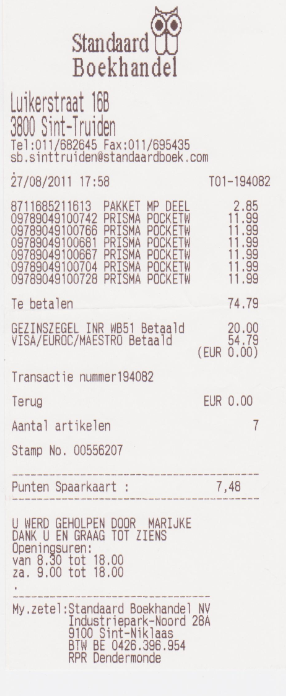 Standaard
Boekhandel
Luikerstraat 16B
3800 Sint-Truiden
Tel:011/682645 Fax:011/695435
sb.sinttruiden@standaardboek.com
27/08/2011 17:58 T01-194082
8711685211613 PAKKET MP DEEL 2.85
09789049100742 PRISMA POCKETW 11.99
09789049100766 PRISMA POCKETW 11.99
09789049100681 PRISMA POCKETW 11.99
09789049100667 PRISMA POCKETW 11.99
09789049100704 PRISMA POCKETW 11.99
09789049100728 PRISMA POCKETW 11.99
Te betalen 74.79
GEZINSZEGEL INR WB51 Betaald 20.00
VISA/EUROC/MAESTRO Betaald 54.79
(EUR 0.00)
Transactie nummer194082
Terug EUR 0.00
Aantal artikelen 7
Stamp No. 00556207
Punten Spaarkaart : 7,48
U WERD GEHOLPEN DOOR MARIJKE
DANK U EN GRAAG TOT ZIENS
Openingsuren:
van 8.30 tot 18.00
za. 9.00 tot 18.00
.
My.zetel:Standaard Boekhandel NV
Industriepark-Noord 28A
9100 Sint-Niklaas
BTW BE 0426.396.954
RPR Dendermonde